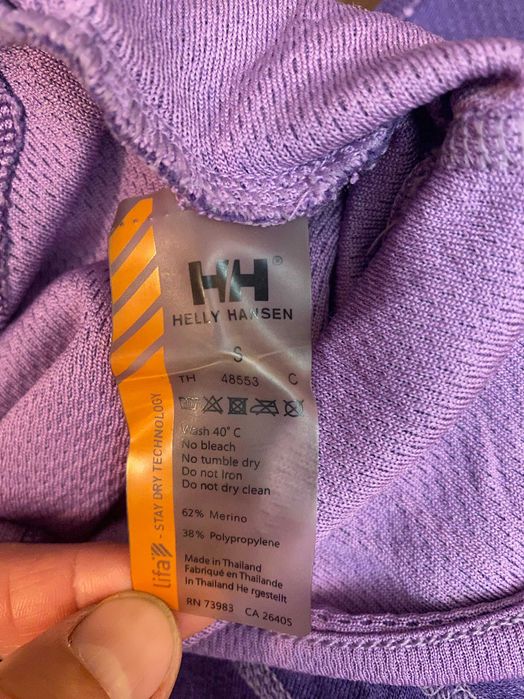 HH®
HELLY HANSEN
S
TH 48553 C
Wash 40° C
No bleach
No tumble dry
Do not Iron
Do not dry clean
62% Merino
38% Polypropylene
Made in Thailand
Fabriqué en Thaïlande
In Thailand He rgestellt
RN 73983 CA 26405
lifa - STAY DRY TECHNOLOGY